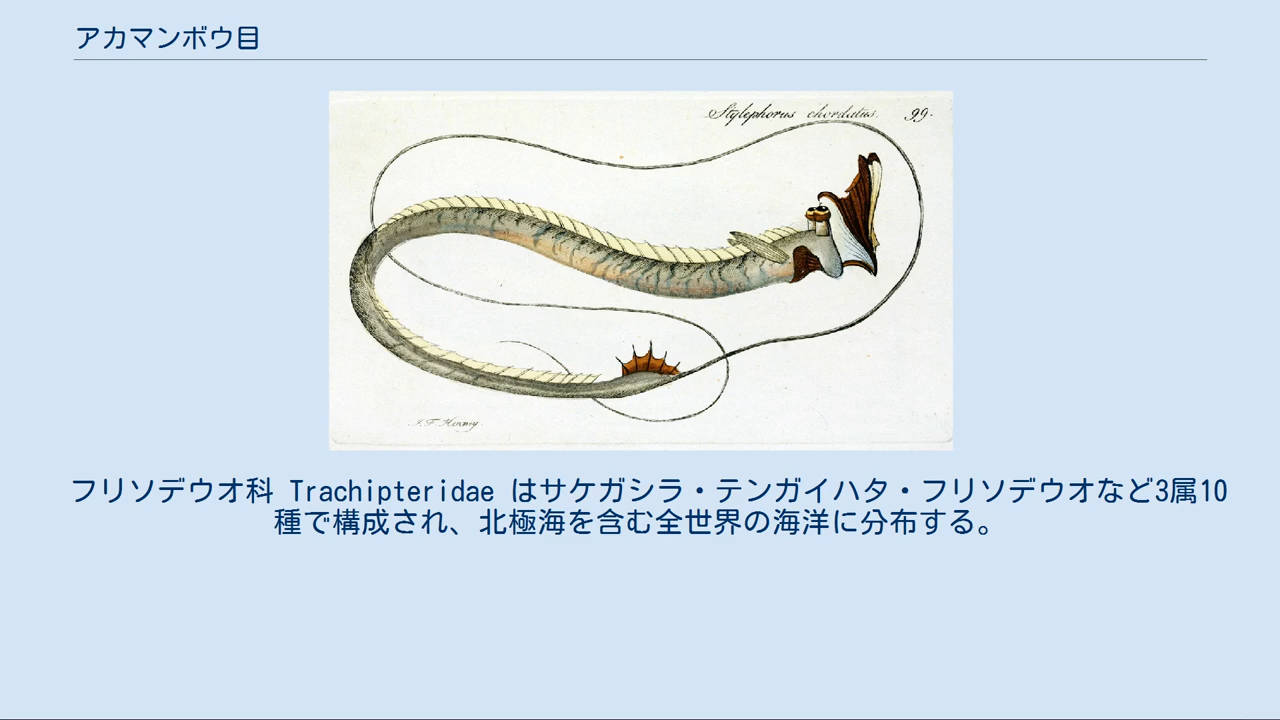 アカマンボウ目
Stylephorus chordatus. 99.
フリソデウオ科 Trachipteridae はサケガシラ・テンガイハタ・フリソデウオなど3属10
種で構成され、北極海を含む全世界の海洋に分布する。